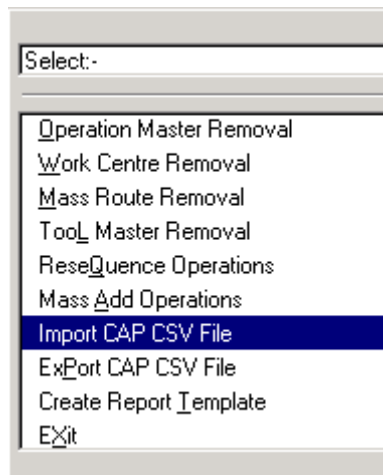 Select:-
Operation Master Removal
Work Centre Removal
Mass Route Removal
TooL Master Removal
ReseQuence Operations
Mass Add Operations
Import CAP CSV File
ExPort CAP CSV File
Create Report Template
EXit